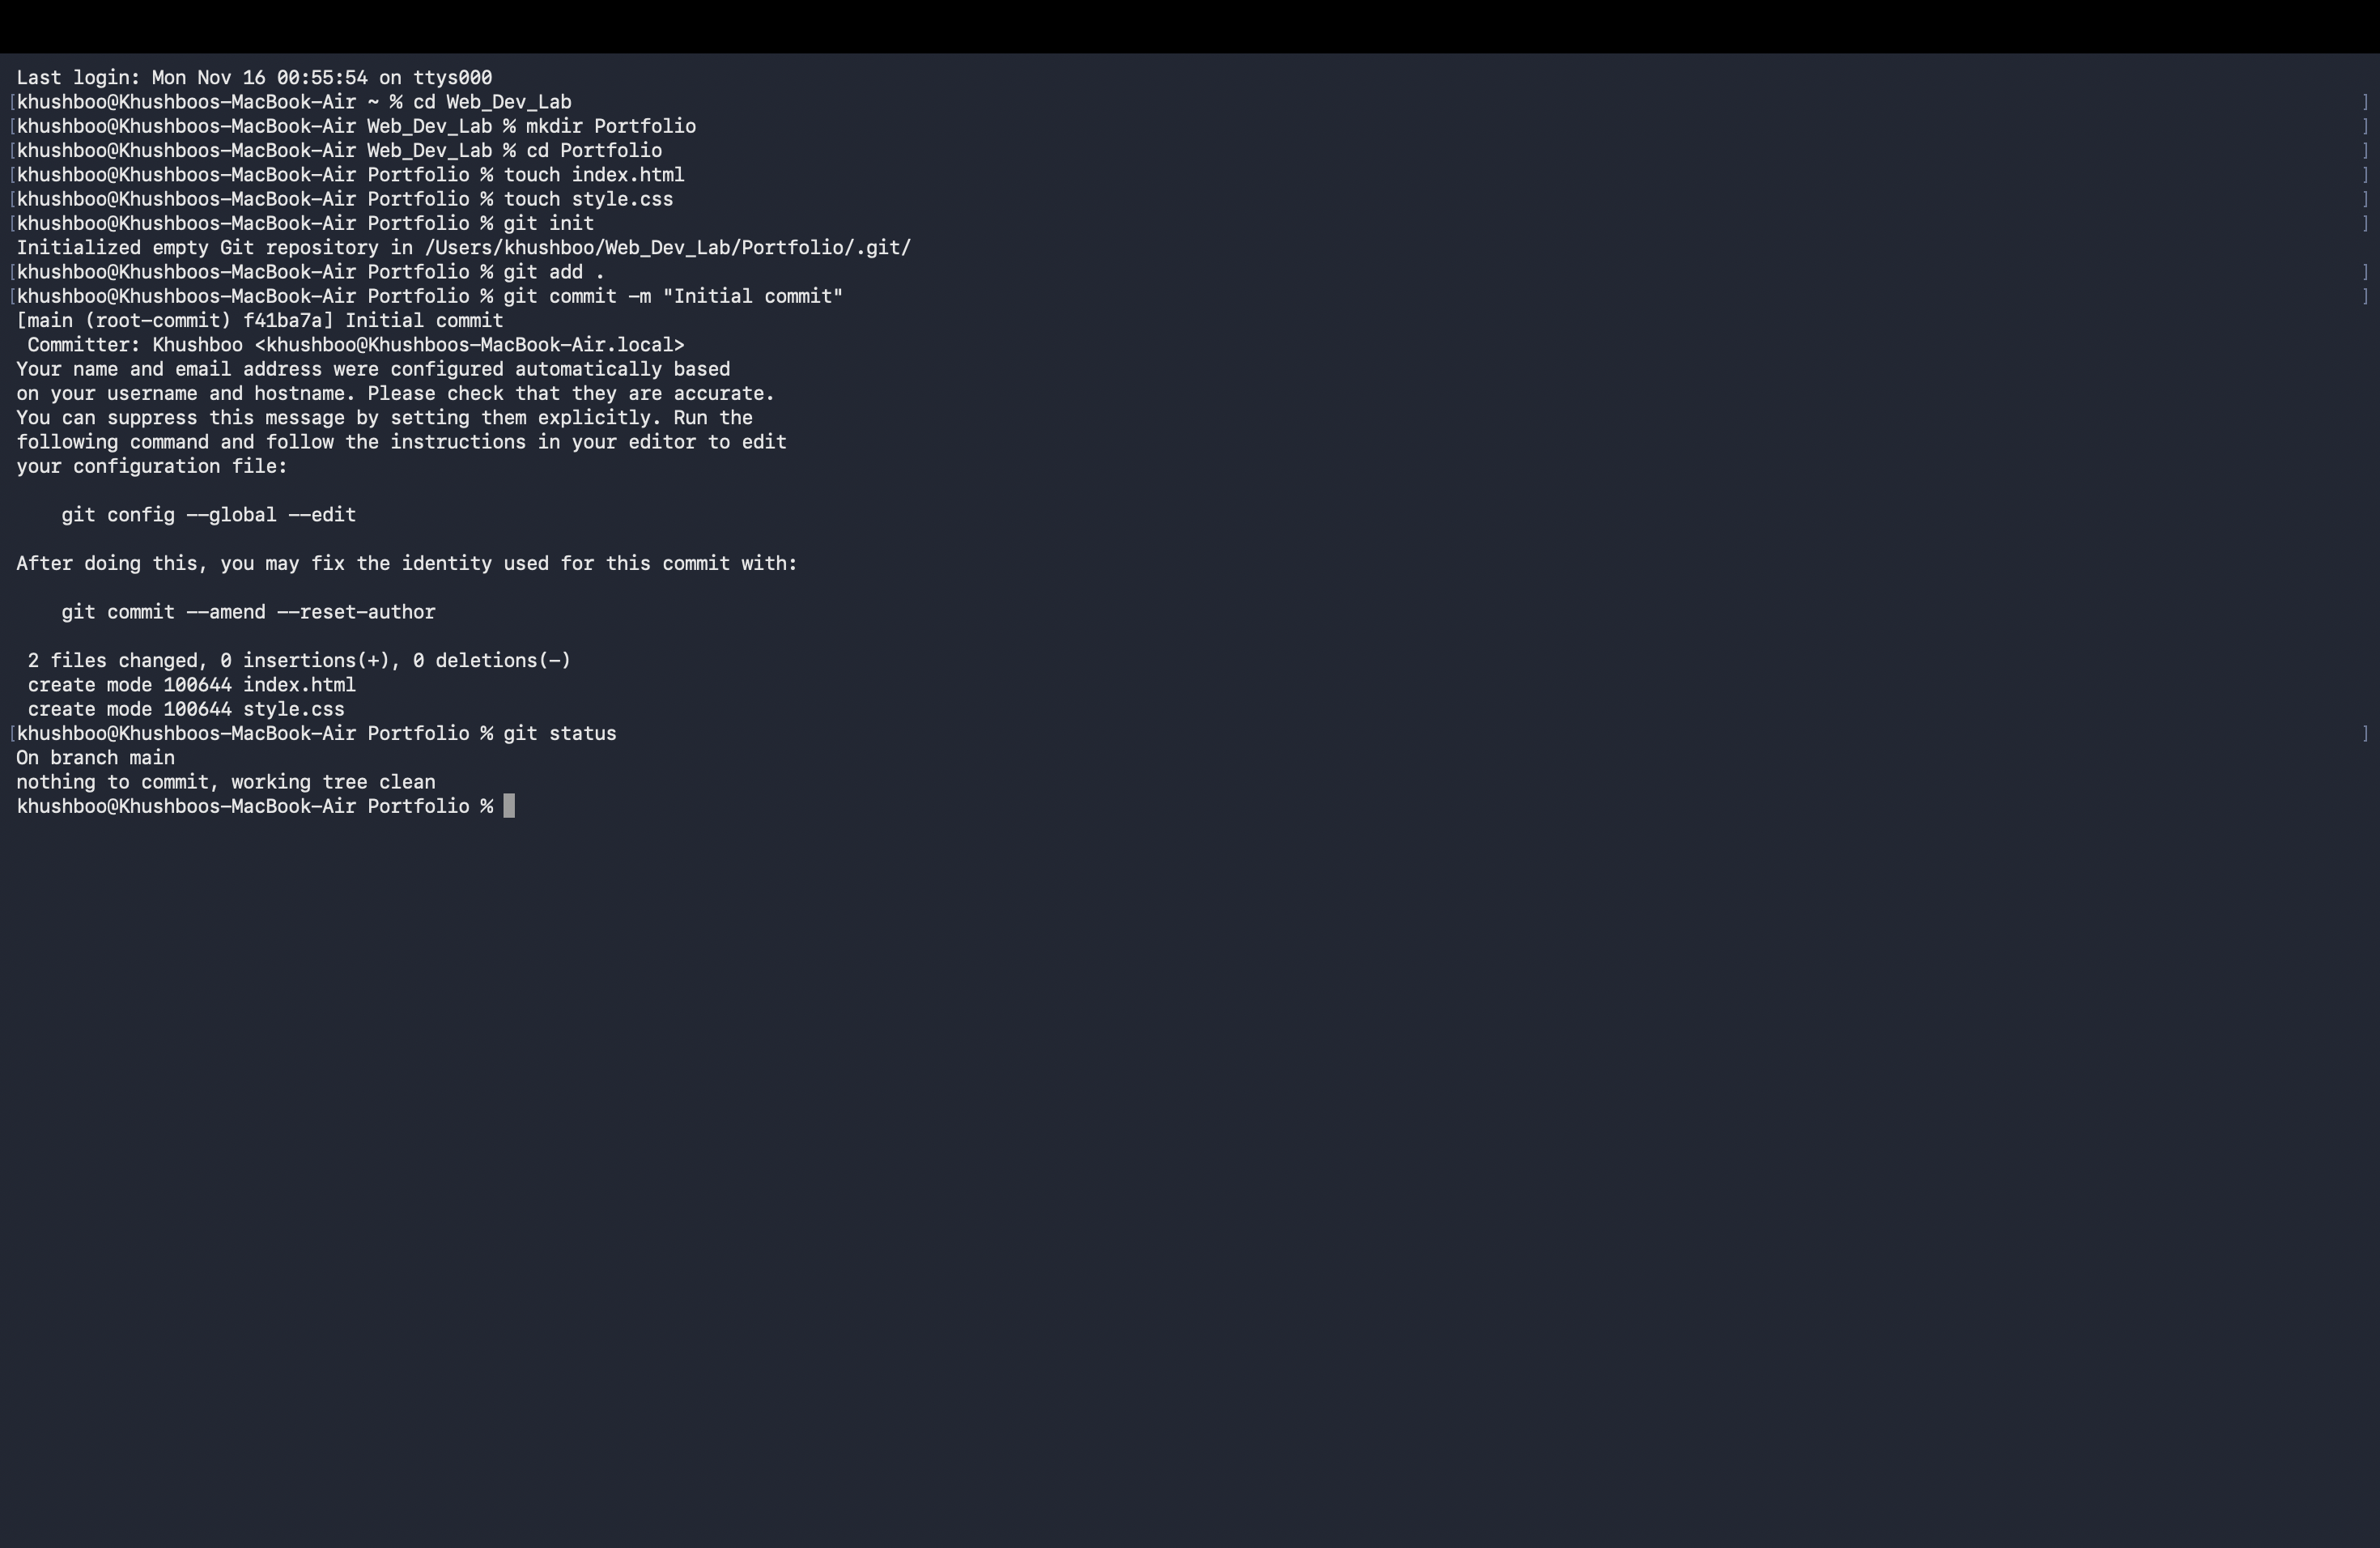 Last login: Mon Nov 16 00:55:54 on ttys000
[khushboo@Khushboos-MacBook-Air ~ % cd Web_Dev_Lab ]
[khushboo@Khushboos-MacBook-Air Web_Dev_Lab % mkdir Portfolio ]
[khushboo@Khushboos-MacBook-Air Web_Dev_Lab % cd Portfolio ]
[khushboo@Khushboos-MacBook-Air Portfolio % touch index.html ]
[khushboo@Khushboos-MacBook-Air Portfolio % touch style.css ]
[khushboo@Khushboos-MacBook-Air Portfolio % git init ]
Initialized empty Git repository in /Users/khushboo/Web_Dev_Lab/Portfolio/.git/
[khushboo@Khushboos-MacBook-Air Portfolio % git add . ]
[khushboo@Khushboos-MacBook-Air Portfolio % git commit -m "Initial commit" ]
[main (root-commit) f41ba7a] Initial commit
Committer: Khushboo <khushboo@Khushboos-MacBook-Air.local>
Your name and email address were configured automatically based
on your username and hostname. Please check that they are accurate.
You can suppress this message by setting them explicitly. Run the
following command and follow the instructions in your editor to edit
your configuration file:
git config --global --edit
After doing this, you may fix the identity used for this commit with:
git commit --amend --reset-author
2 files changed, 0 insertions(+), 0 deletions(-)
create mode 100644 index.html
create mode 100644 style.css
[khushboo@Khushboos-MacBook-Air Portfolio % git status ]
On branch main
nothing to commit, working tree clean
khushboo@Khushboos-MacBook-Air Portfolio %